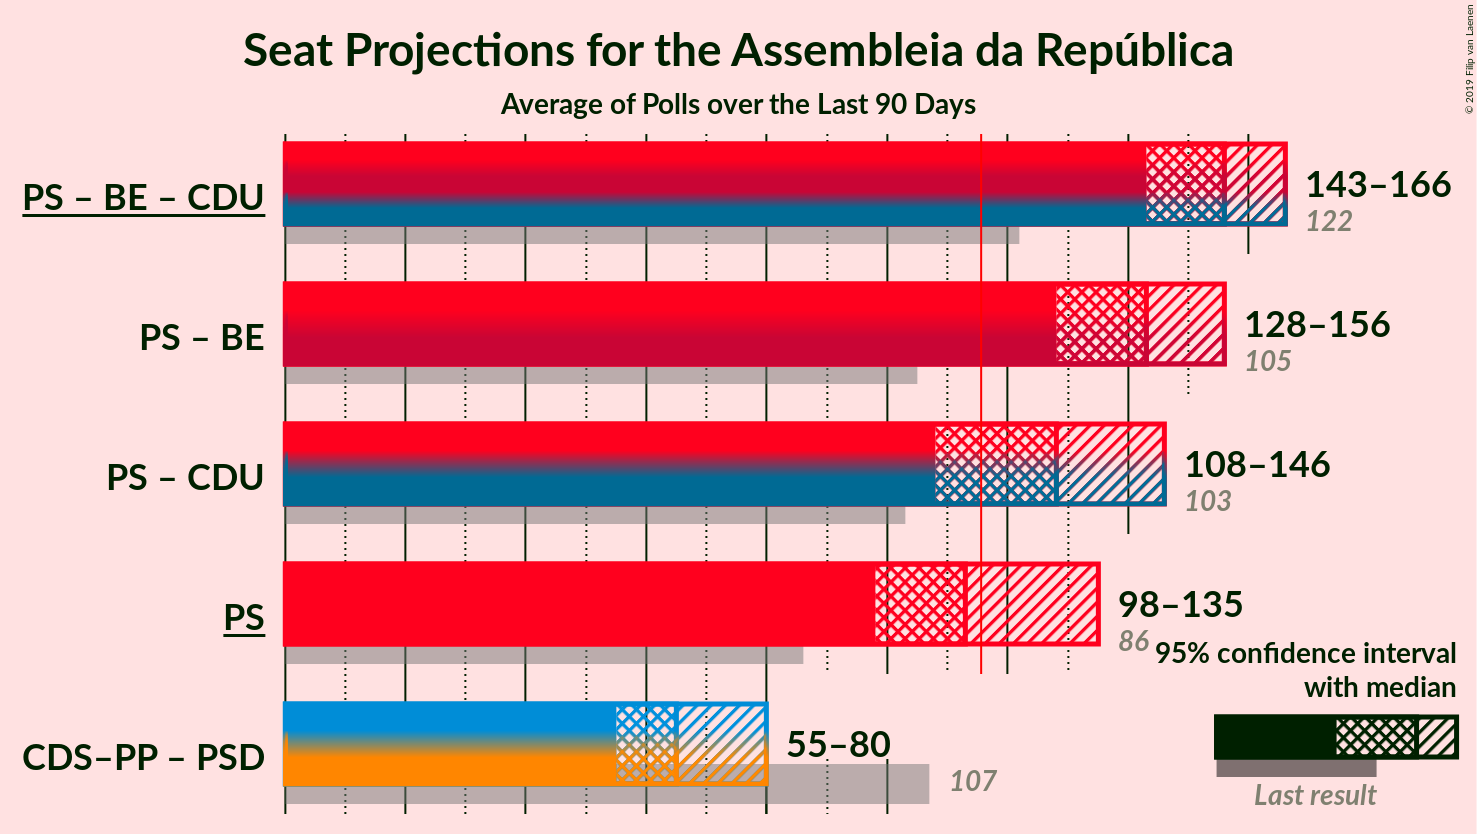 Seat Projections for the Assembleia da República
Average of Polls over the Last 90 Days
© 2019 Filip van Laenen
PS – BE – CDU
143–166
122
PS – BE
128–156
105
PS – CDU
108–146
103
PS
98–135
86
CDS–PP – PSD
55–80
107
95% confidence interval
with median
Last result